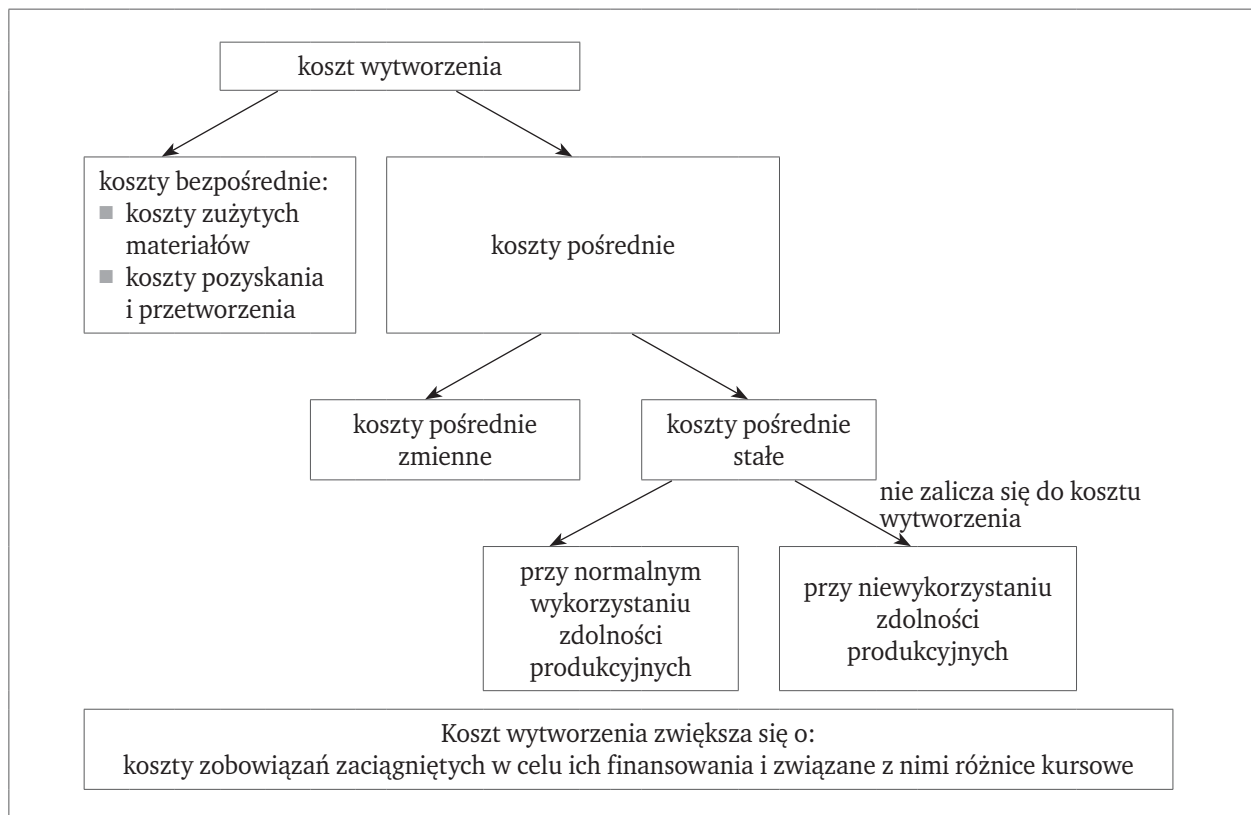 koszt wytworzenia
koszty bezpośrednie:
koszty zużytych
materiałów
koszty pozyskania
i przetworzenia
koszty pośrednie
koszty pośrednie
zmienne
koszty pośrednie
stałe
nie zalicza się do kosztu
wytworzenia
przy normalnym
wykorzystaniu
zdolności
produkcyjnych
przy niewykorzystaniu
zdolności
produkcyjnych
Koszt wytworzenia zwiększa się o:
koszty zobowiązań zaciągniętych w celu ich finansowania i związane z nimi różnice kursowe